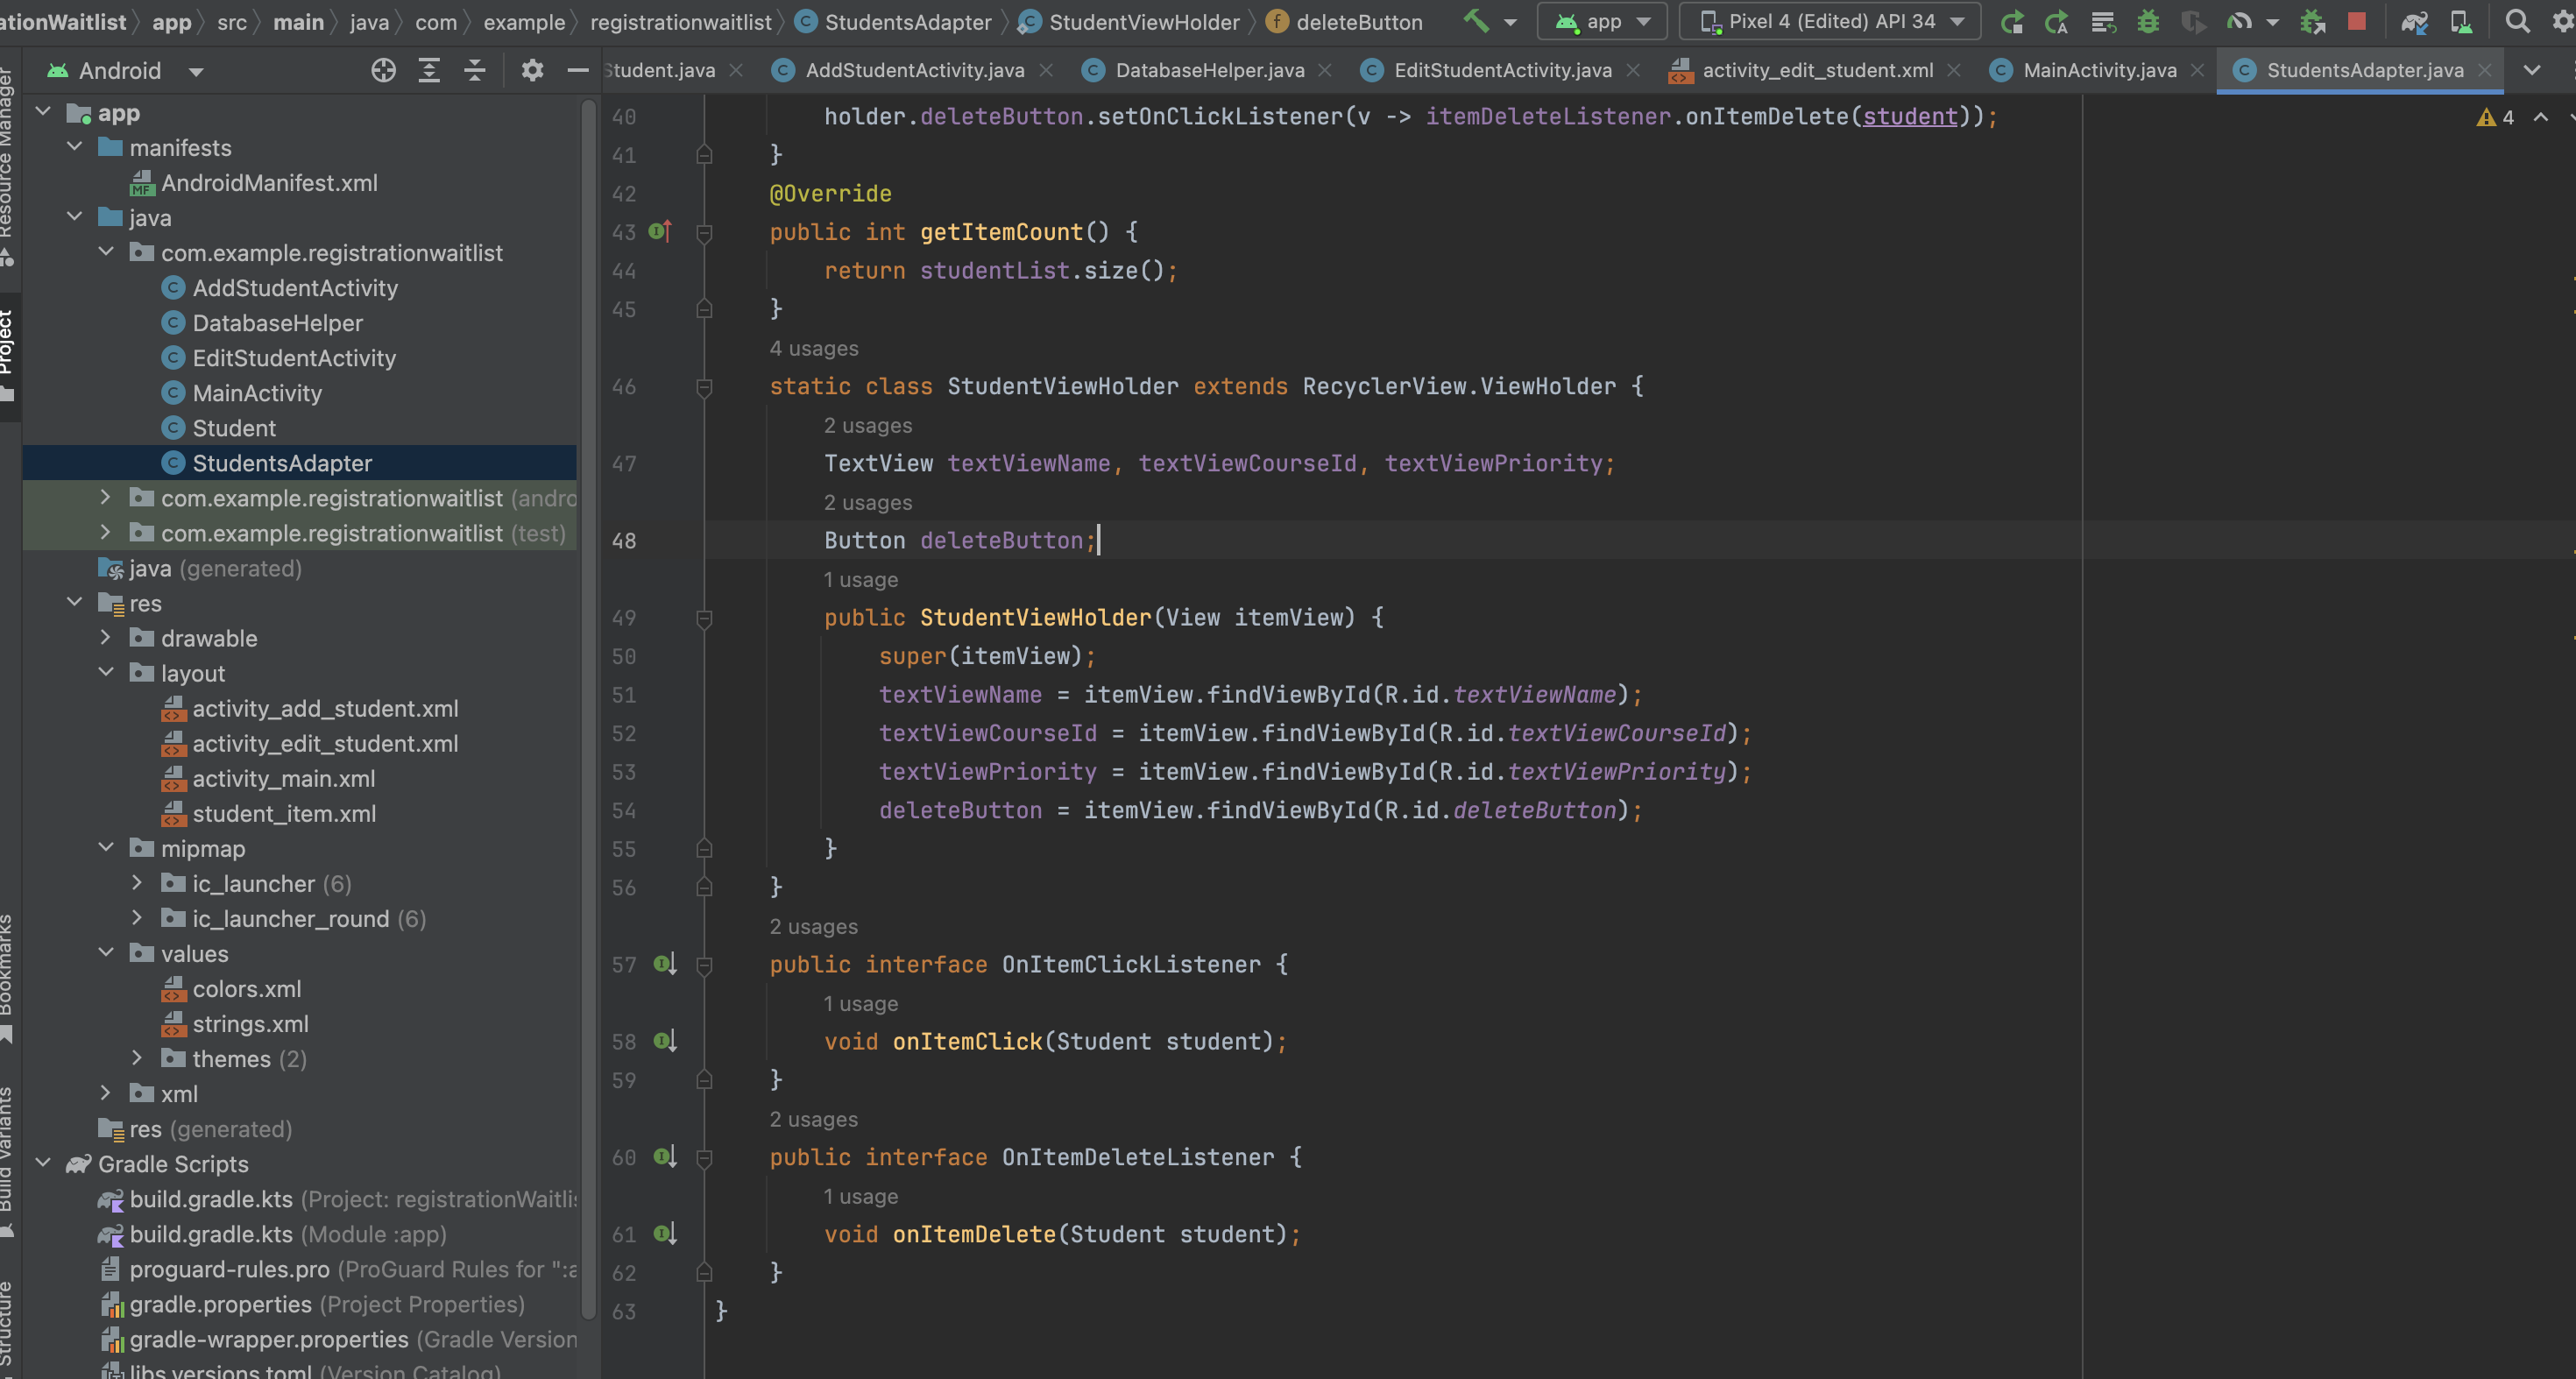 ationWaitlist app src main java com example registrationwaitlist StudentsAdapter StudentViewHolder deleteButton app Pixel 4 (Edited) API 34
Android
Student.java AddStudentActivity.java DatabaseHelper.java EditStudentActivity.java activity_edit_student.xml MainActivity.java StudentsAdapter.java
Resource Manager
Project
Bookmarks
Build Variants
Structure
app
manifests
AndroidManifest.xml
java
com.example.registrationwaitlist
AddStudentActivity
DatabaseHelper
EditStudentActivity
MainActivity
Student
StudentsAdapter
com.example.registrationwaitlist (andro
com.example.registrationwaitlist (test)
java (generated)
res
drawable
layout
activity_add_student.xml
activity_edit_student.xml
activity_main.xml
student_item.xml
mipmap
ic_launcher (6)
ic_launcher_round (6)
values
colors.xml
strings.xml
themes (2)
xml
res (generated)
Gradle Scripts
build.gradle.kts (Project: registrationWaitlis
build.gradle.kts (Module :app)
proguard-rules.pro (ProGuard Rules for ":a
gradle.properties (Project Properties)
gradle-wrapper.properties (Gradle Version
libs.versions.toml (Version Catalog)
4
40 holder.deleteButton.setOnClickListener(v -> itemDeleteListener.onItemDelete(student));
41 }
42 @Override
43 public int getItemCount() {
44 return studentList.size();
45 }
4 usages
46 static class StudentViewHolder extends RecyclerView.ViewHolder {
2 usages
47 TextView textViewName, textViewCourseId, textViewPriority;
2 usages
48 Button deleteButton;
1 usage
49 public StudentViewHolder(View itemView) {
50 super(itemView);
51 textViewName = itemView.findViewById(R.id.textViewName);
52 textViewCourseId = itemView.findViewById(R.id.textViewCourseId);
53 textViewPriority = itemView.findViewById(R.id.textViewPriority);
54 deleteButton = itemView.findViewById(R.id.deleteButton);
55 }
56 }
2 usages
57 public interface OnItemClickListener {
1 usage
58 void onItemClick(Student student);
59 }
2 usages
60 public interface OnItemDeleteListener {
1 usage
61 void onItemDelete(Student student);
62 }
63 }